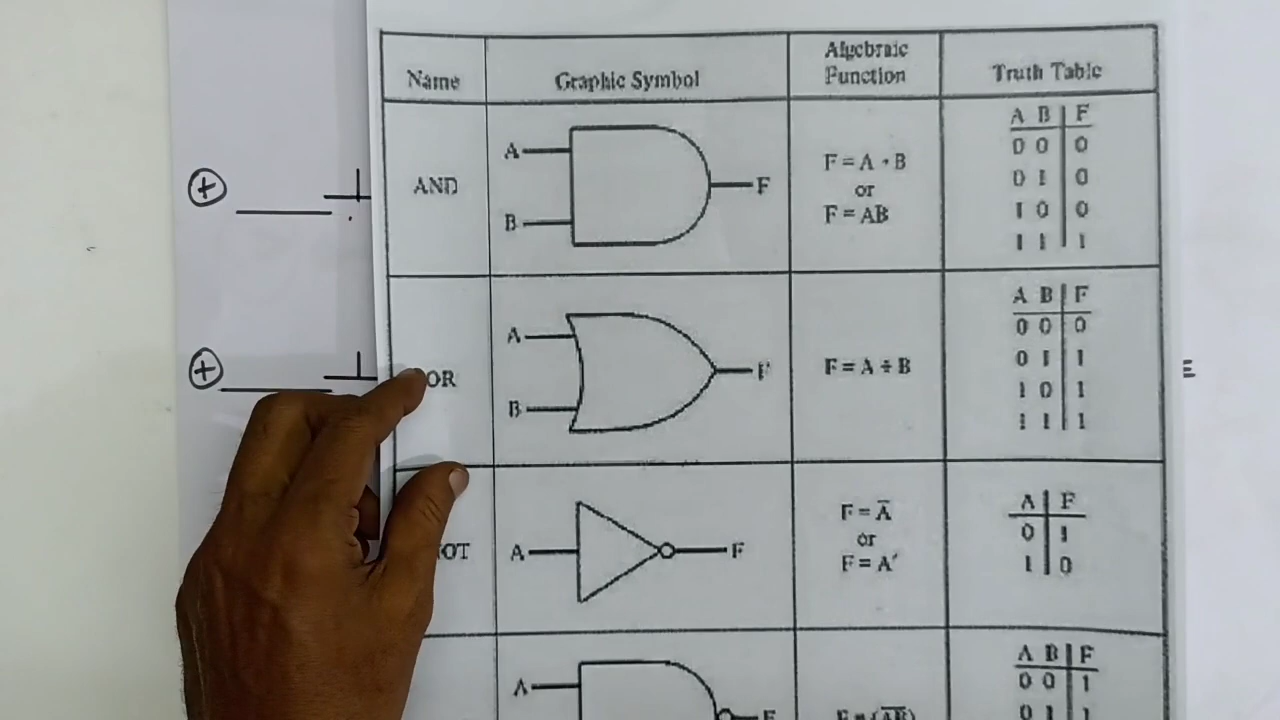 Name Graphic Symbol Algebraic Function Truth Table
AND
A
B
F
F = A · B
or
F = AB
A B F
0 0 0
0 1 0
1 0 0
1 1 1
OR
A
B
F
F = A + B
A B F
0 0 0
0 1 1
1 0 1
1 1 1
NOT
A
F
F = A̅
or
F = A′
A F
0 1
1 0
A
F
F = (A̅B̅)
A B F
0 0 1
0 1 1